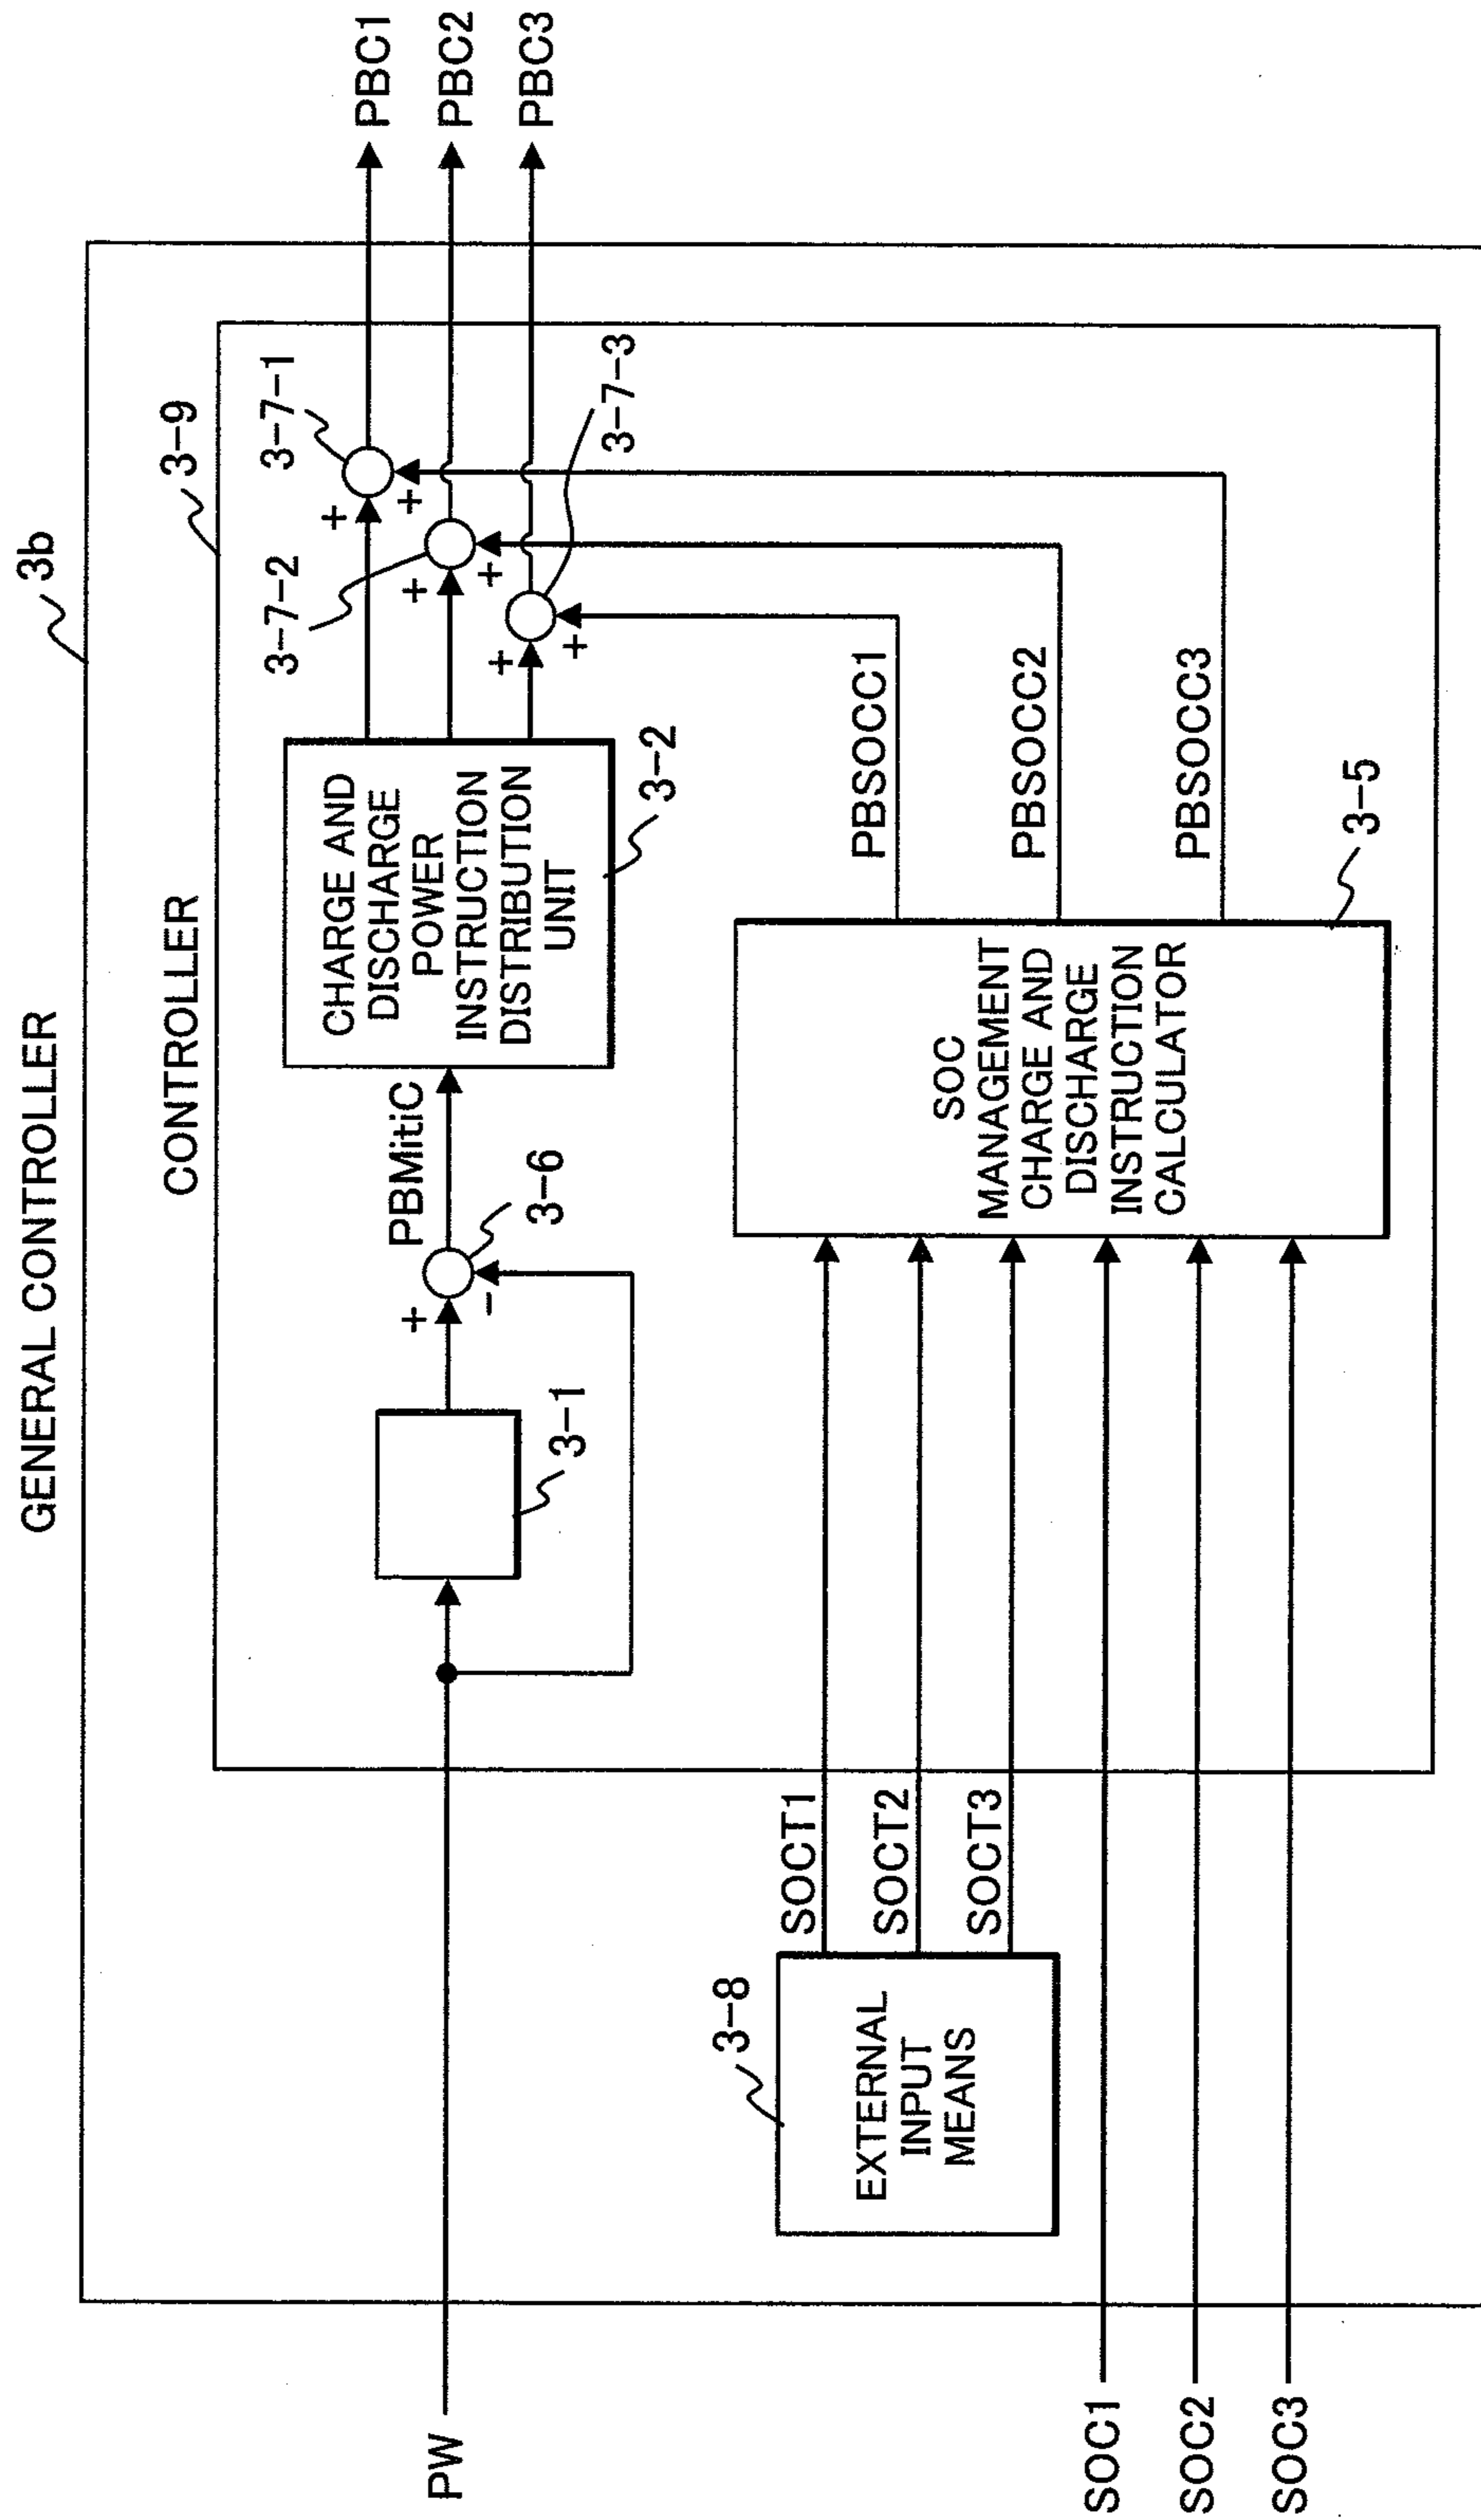 GENERAL CONTROLLER
3b
CONTROLLER
3-9
PW
3-1
+
-
3-6
PBMitiC
CHARGE AND
DISCHARGE
POWER
INSTRUCTION
DISTRIBUTION
UNIT
3-2
3-7-2
3-7-1
3-7-3
+
+
+
+
+
+
PBC1
PBC2
PBC3
3-8
EXTERNAL
INPUT
MEANS
SOCT1
SOCT2
SOCT3
SOC1
SOC2
SOC3
SOC
MANAGEMENT
CHARGE AND
DISCHARGE
INSTRUCTION
CALCULATOR
3-5
PBSOCC1
PBSOCC2
PBSOCC3